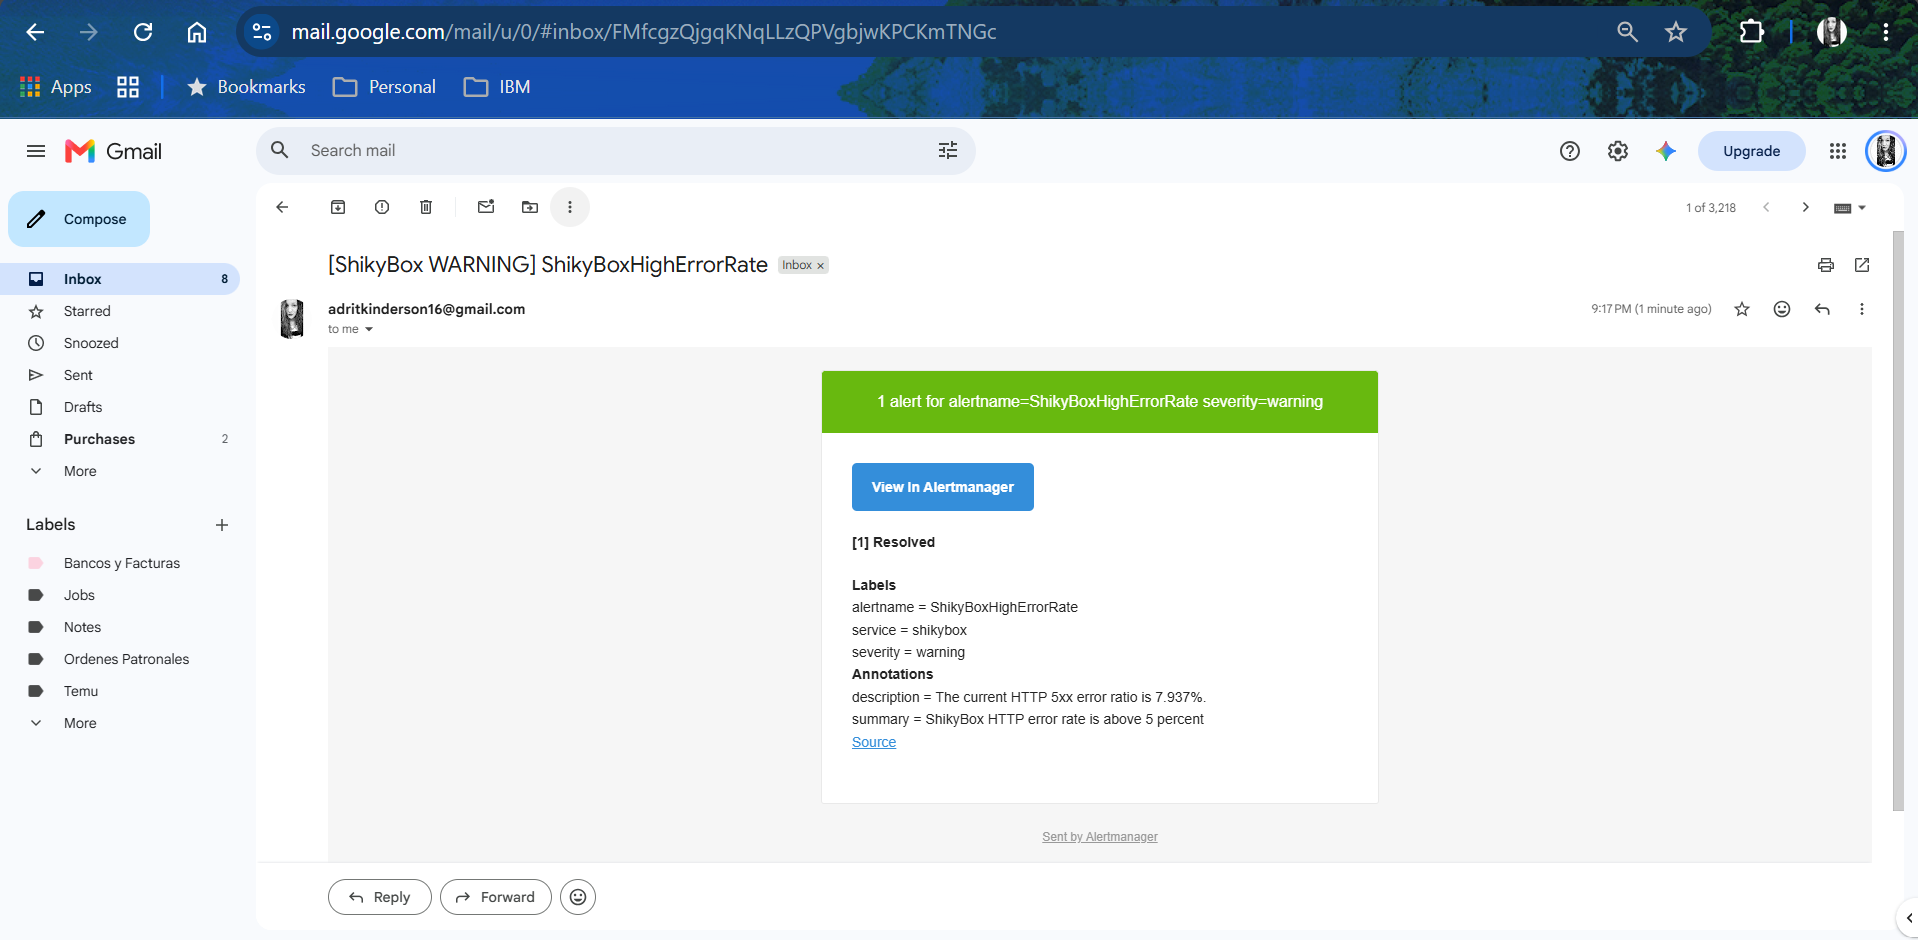 mail.google.com/mail/u/0/#inbox/FMfcgzQjgqKNqLLzQPVgbjwKPCKmTNGc
Apps Bookmarks Personal IBM
Gmail Search mail Upgrade
Compose
1 of 3,218
Inbox 8
Starred
Snoozed
Sent
Drafts
Purchases 2
More
Labels
Bancos y Facturas
Jobs
Notes
Ordenes Patronales
Temu
More
[ShikyBox WARNING] ShikyBoxHighErrorRate Inbox ×
adritkinderson16@gmail.com 9:17 PM (1 minute ago)
to me
1 alert for alertname=ShikyBoxHighErrorRate severity=warning
View In Alertmanager
[1] Resolved
Labels
alertname = ShikyBoxHighErrorRate
service = shikybox
severity = warning
Annotations
description = The current HTTP 5xx error ratio is 7.937%.
summary = ShikyBox HTTP error rate is above 5 percent
Source
Sent by Alertmanager
Reply Forward